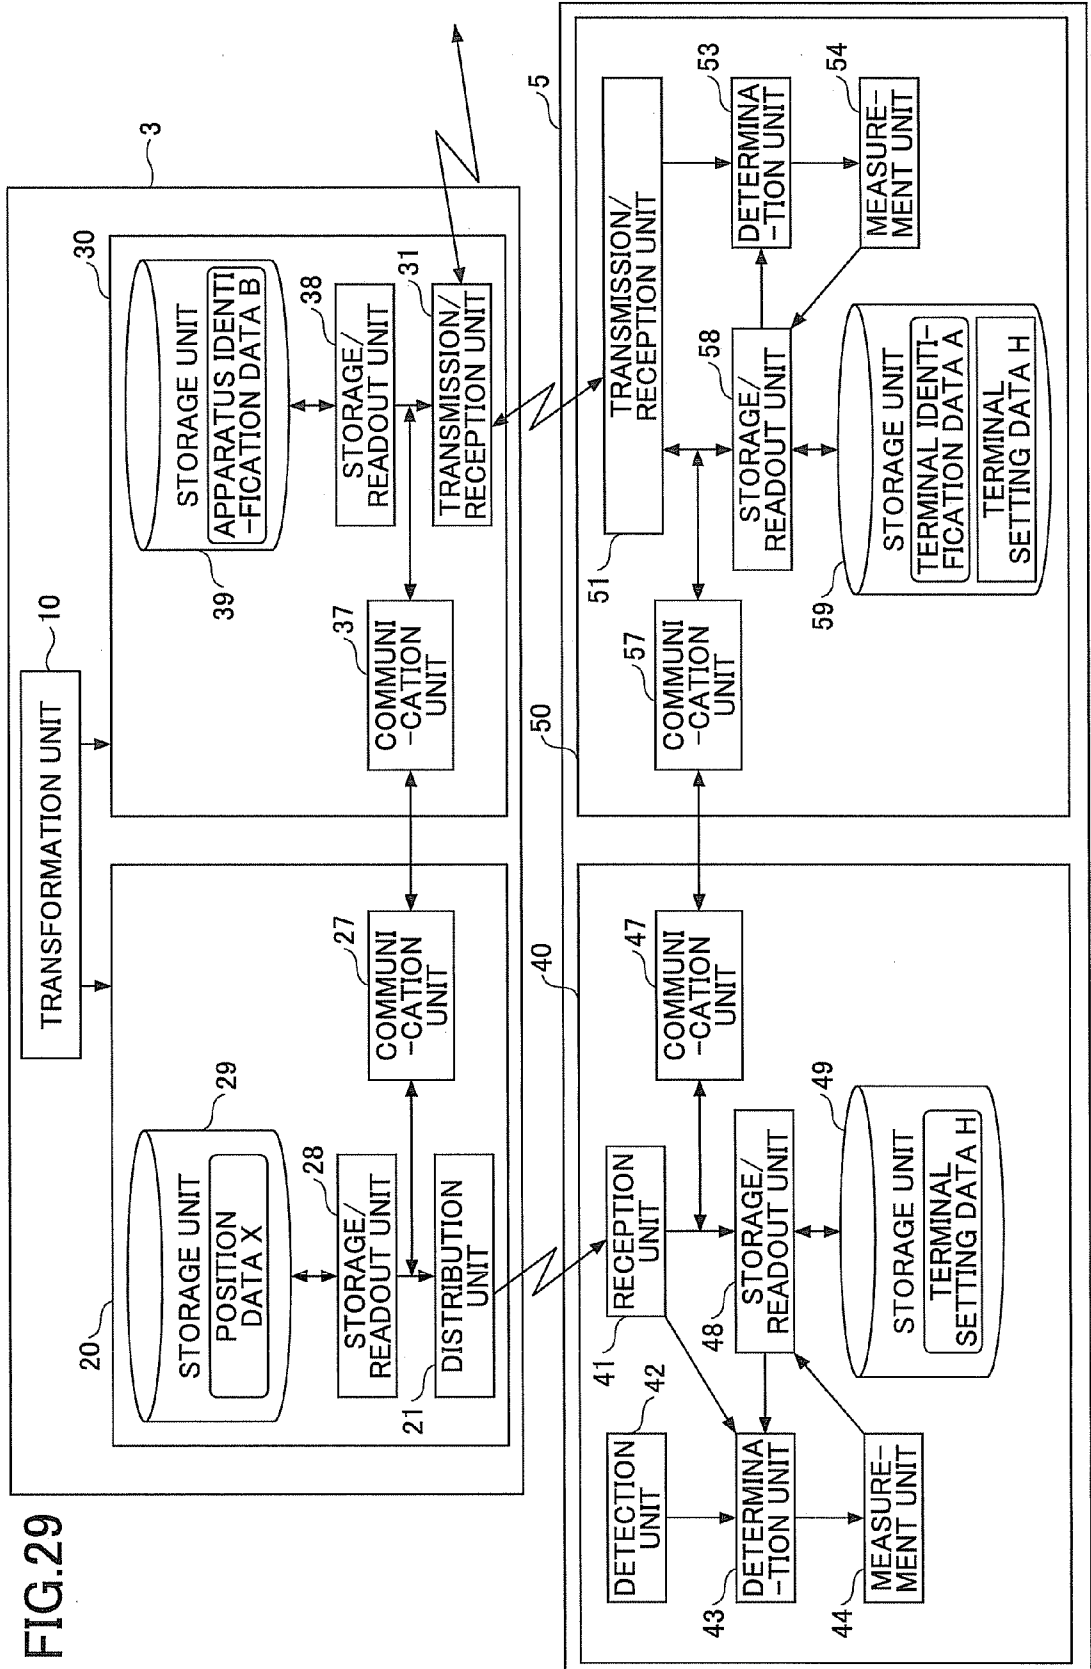 FIG.29
3
TRANSFORMATION UNIT
10
20
STORAGE UNIT
29
POSITION
DATA X
STORAGE/
READOUT UNIT
28
DISTRIBUTION
UNIT
21
COMMUNI
-CATION
UNIT
27
30
STORAGE UNIT
39
APPARATUS IDENTI
-FICATION DATA B
STORAGE/
READOUT UNIT
38
TRANSMISSION/
RECEPTION UNIT
31
COMMUNI
-CATION
UNIT
37
5
40
DETECTION
UNIT
42
RECEPTION
UNIT
41
DETERMINA
-TION UNIT
43
MEASURE-
MENT UNIT
44
COMMUNI
-CATION
UNIT
47
STORAGE/
READOUT UNIT
48
STORAGE UNIT
49
TERMINAL
SETTING DATA H
50
TRANSMISSION/
RECEPTION UNIT
51
DETERMINA
-TION UNIT
53
MEASURE-
MENT UNIT
54
COMMUNI
-CATION
UNIT
57
STORAGE/
READOUT UNIT
58
STORAGE UNIT
59
TERMINAL IDENTI-
FICATION DATA A
TERMINAL
SETTING DATA H